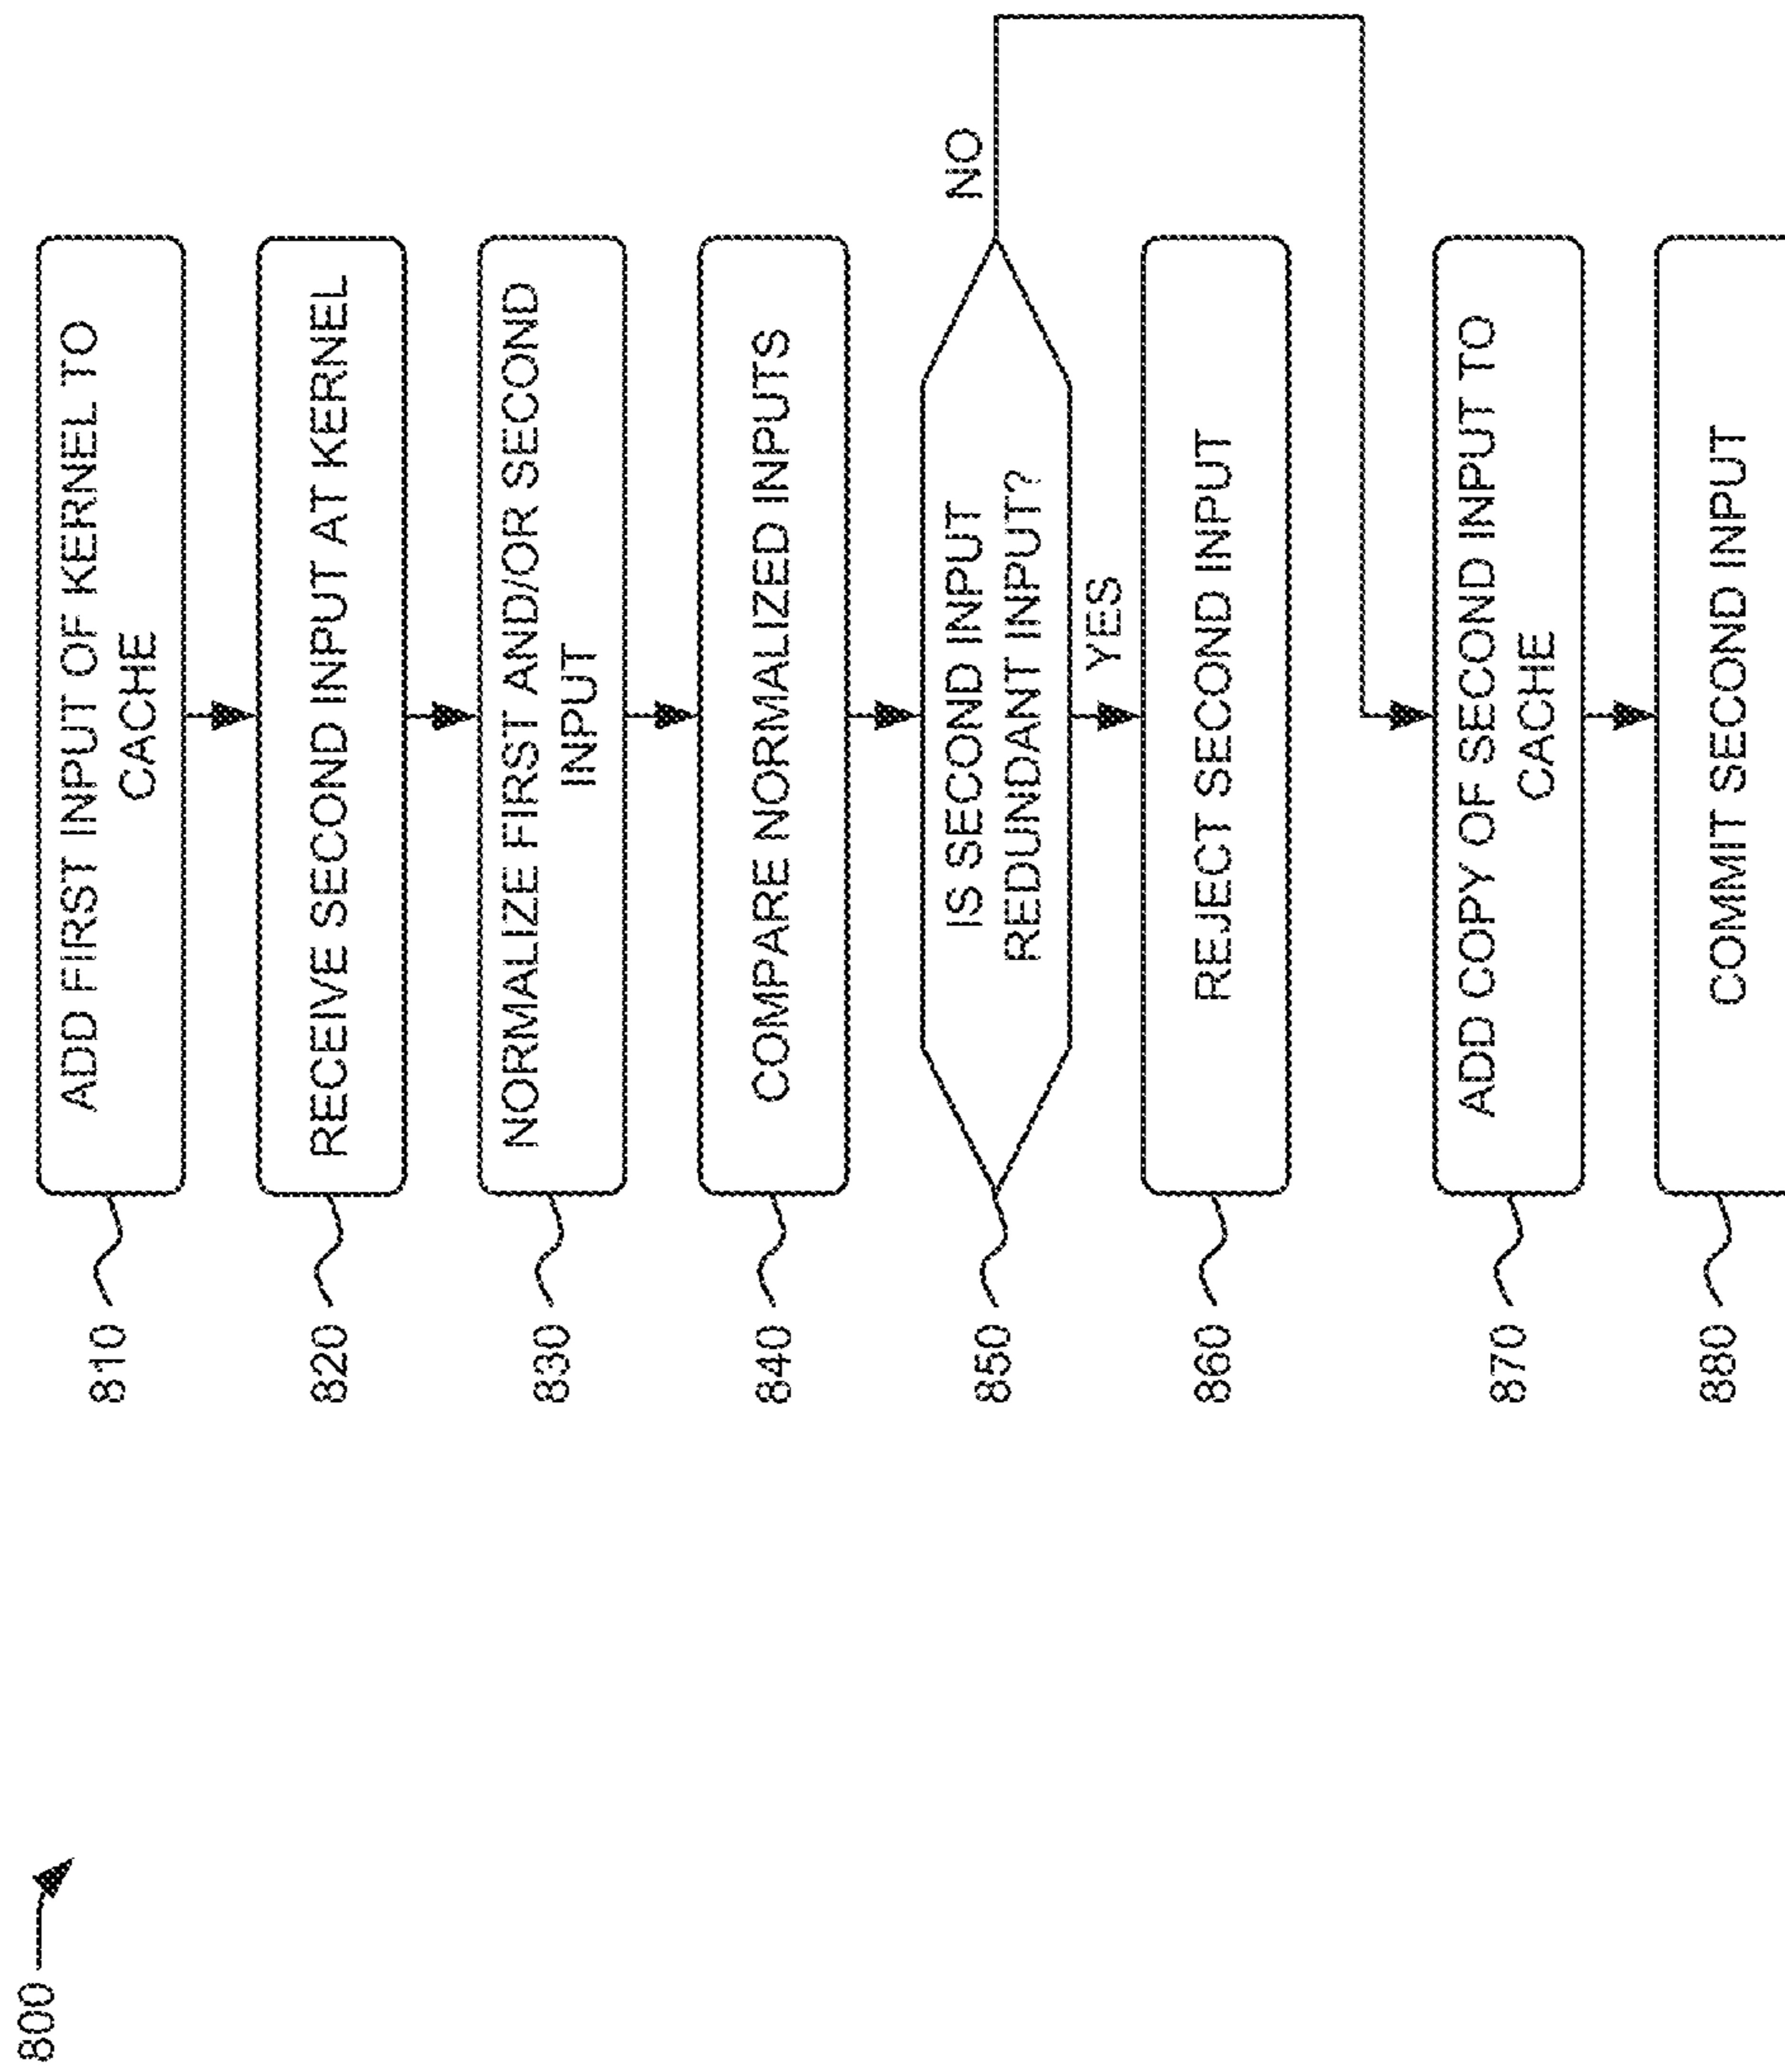 800
810
ADD FIRST INPUT OF KERNEL TO
CACHE
820
RECEIVE SECOND INPUT AT KERNEL
830
NORMALIZE FIRST AND/OR SECOND
INPUT
840
COMPARE NORMALIZED INPUTS
850
IS SECOND INPUT
REDUNDANT INPUT?
NO
YES
860
REJECT SECOND INPUT
870
ADD COPY OF SECOND INPUT TO
CACHE
880
COMMIT SECOND INPUT